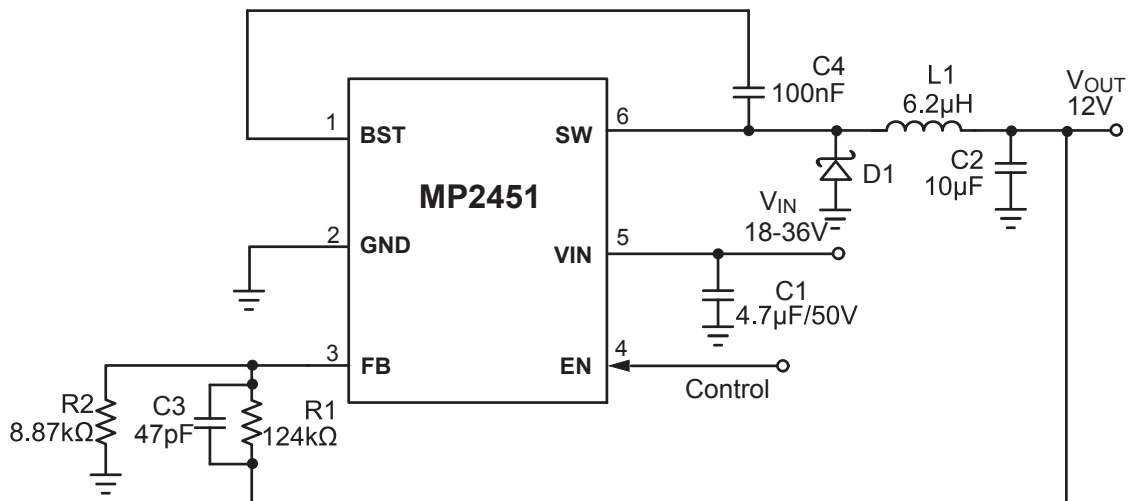 C4
100nF
L1
6.2µH
VOUT
12V
1
BST
SW
6
D1
C2
10µF
MP2451
VIN
18-36V
2
GND
VIN
5
C1
4.7µF/50V
3
FB
EN
4
Control
R2
8.87kΩ
C3
47pF
R1
124kΩ